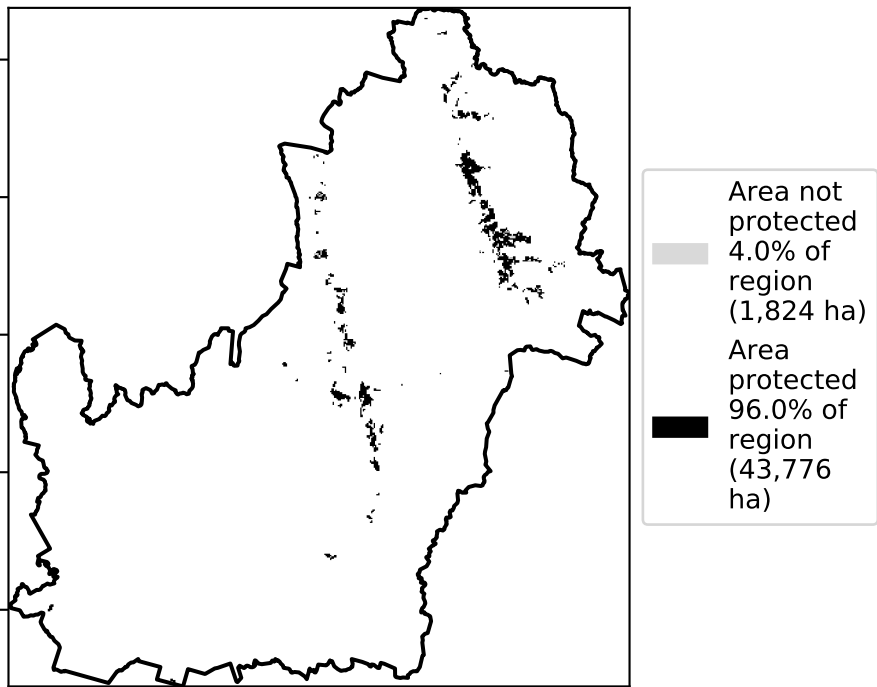 Area not
protected
4.0% of
region
(1,824 ha)
Area
protected
96.0% of
region
(43,776
ha)